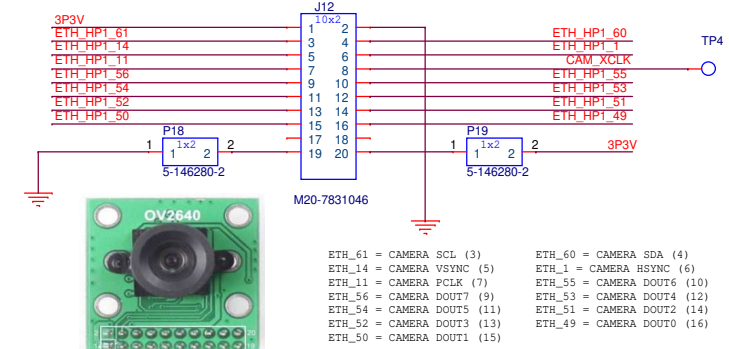 J12
10x2
3P3V
1 2
ETH_HP1_61
3 4
ETH_HP1_60
ETH_HP1_14
5 6
ETH_HP1_1
TP4
ETH_HP1_11
7 8
CAM_XCLK
ETH_HP1_56
9 10
ETH_HP1_55
ETH_HP1_54
11 12
ETH_HP1_53
ETH_HP1_52
13 14
ETH_HP1_51
ETH_HP1_50
15 16
ETH_HP1_49
17 18
19 20
P18
1 1x2 2
1 2
5-146280-2
P19
1 1x2 2
1 2
3P3V
5-146280-2
M20-7831046
OV2640
2 20
19
ETH_61 = CAMERA SCL (3)
ETH_14 = CAMERA VSYNC (5)
ETH_11 = CAMERA PCLK (7)
ETH_56 = CAMERA DOUT7 (9)
ETH_54 = CAMERA DOUT5 (11)
ETH_52 = CAMERA DOUT3 (13)
ETH_50 = CAMERA DOUT1 (15)
ETH_60 = CAMERA SDA (4)
ETH_1 = CAMERA HSYNC (6)
ETH_55 = CAMERA DOUT6 (10)
ETH_53 = CAMERA DOUT4 (12)
ETH_51 = CAMERA DOUT2 (14)
ETH_49 = CAMERA DOUT0 (16)